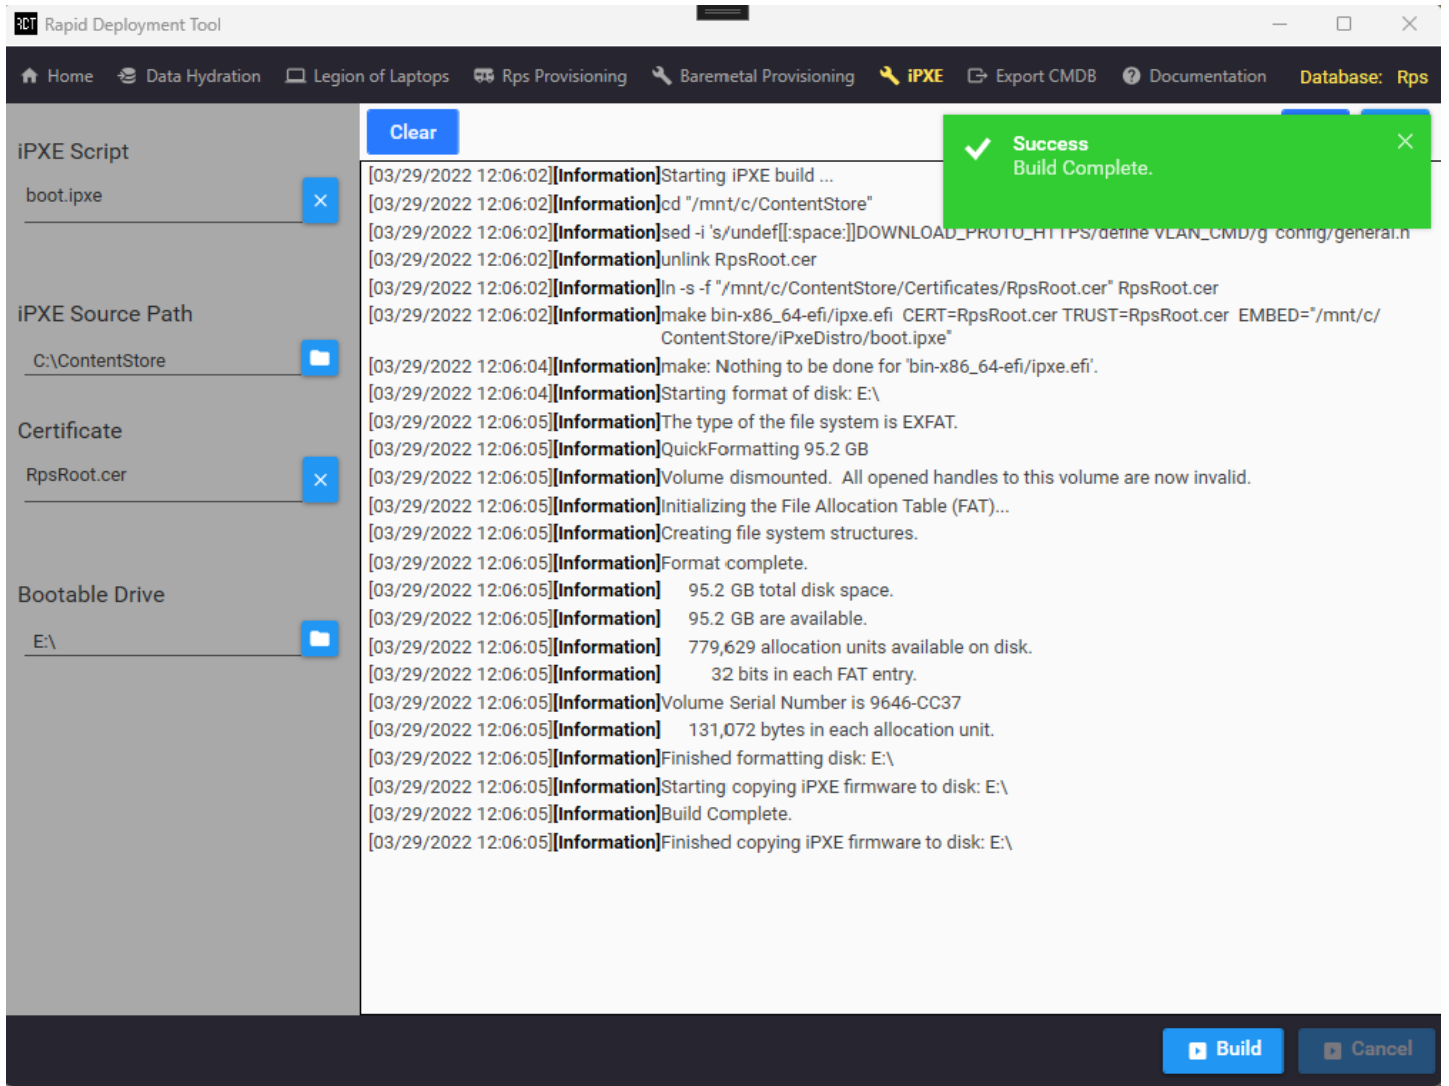 RDT Rapid Deployment Tool
Home Data Hydration Legion of Laptops Rps Provisioning Baremetal Provisioning iPXE Export CMDB Documentation Database: Rps
iPXE Script
boot.ipxe
iPXE Source Path
C:\ContentStore
Certificate
RpsRoot.cer
Bootable Drive
E:\
Clear
Success
Build Complete.
[03/29/2022 12:06:02][Information]Starting iPXE build ...
[03/29/2022 12:06:02][Information]cd "/mnt/c/ContentStore"
[03/29/2022 12:06:02][Information]sed -i 's/undef[[:space:]]DOWNLOAD_PROTO_HTTPS/define VLAN_CMD/g' config/general.h
[03/29/2022 12:06:02][Information]unlink RpsRoot.cer
[03/29/2022 12:06:02][Information]ln -s -f "/mnt/c/ContentStore/Certificates/RpsRoot.cer" RpsRoot.cer
[03/29/2022 12:06:02][Information]make bin-x86_64-efi/ipxe.efi CERT=RpsRoot.cer TRUST=RpsRoot.cer EMBED="/mnt/c/
ContentStore/iPxeDistro/boot.ipxe"
[03/29/2022 12:06:04][Information]make: Nothing to be done for 'bin-x86_64-efi/ipxe.efi'.
[03/29/2022 12:06:04][Information]Starting format of disk: E:\
[03/29/2022 12:06:05][Information]The type of the file system is EXFAT.
[03/29/2022 12:06:05][Information]QuickFormatting 95.2 GB
[03/29/2022 12:06:05][Information]Volume dismounted. All opened handles to this volume are now invalid.
[03/29/2022 12:06:05][Information]Initializing the File Allocation Table (FAT)...
[03/29/2022 12:06:05][Information]Creating file system structures.
[03/29/2022 12:06:05][Information]Format complete.
[03/29/2022 12:06:05][Information] 95.2 GB total disk space.
[03/29/2022 12:06:05][Information] 95.2 GB are available.
[03/29/2022 12:06:05][Information] 779,629 allocation units available on disk.
[03/29/2022 12:06:05][Information] 32 bits in each FAT entry.
[03/29/2022 12:06:05][Information]Volume Serial Number is 9646-CC37
[03/29/2022 12:06:05][Information] 131,072 bytes in each allocation unit.
[03/29/2022 12:06:05][Information]Finished formatting disk: E:\
[03/29/2022 12:06:05][Information]Starting copying iPXE firmware to disk: E:\
[03/29/2022 12:06:05][Information]Build Complete.
[03/29/2022 12:06:05][Information]Finished copying iPXE firmware to disk: E:\
Build
Cancel